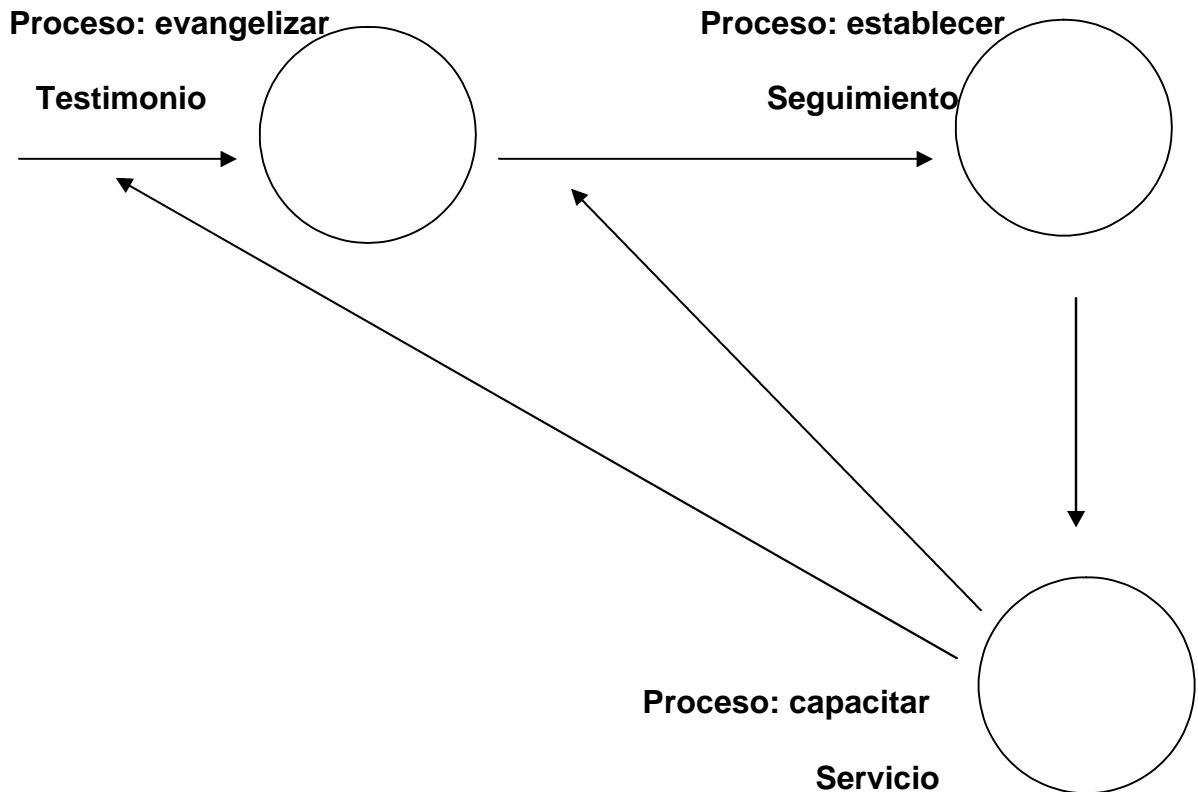 Proceso: evangelizar
Proceso: establecer
Testimonio
Seguimiento
Proceso: capacitar
Servicio